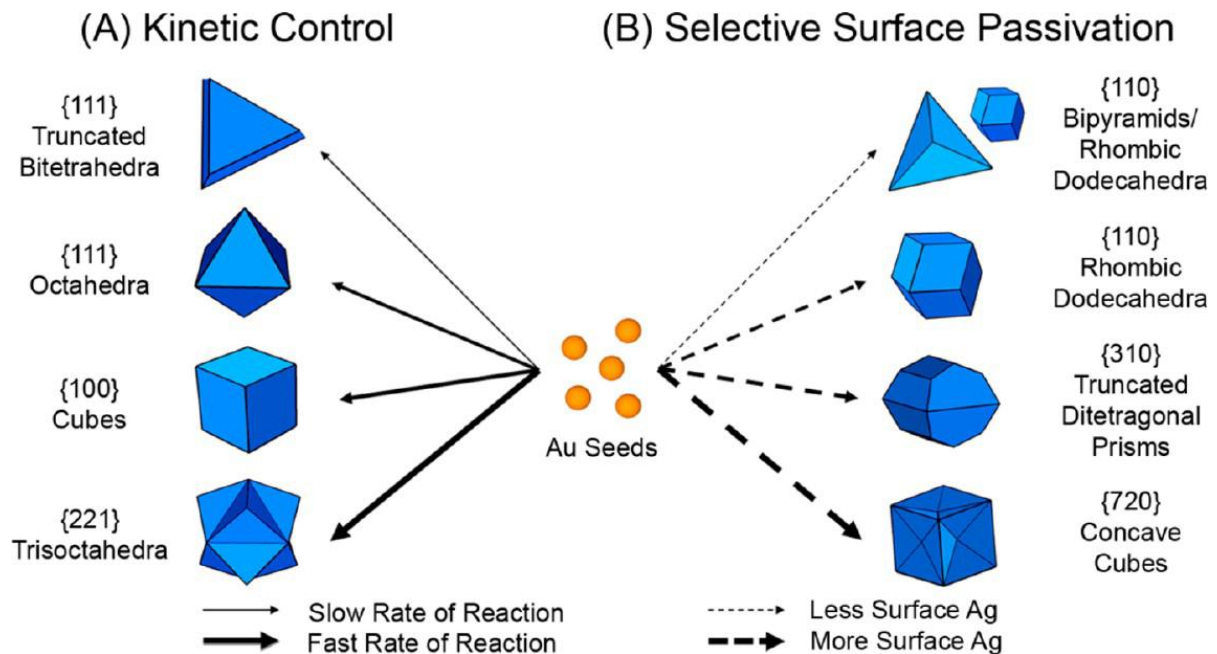 (A) Kinetic Control
(B) Selective Surface Passivation
{111}
Truncated
Bitetrahedra
{111}
Octahedra
{100}
Cubes
{221}
Trisoctahedra
Au Seeds
{110}
Bipyramids/
Rhombic
Dodecahedra
{110}
Rhombic
Dodecahedra
{310}
Truncated
Ditetragonal
Prisms
{720}
Concave
Cubes
Slow Rate of Reaction
Fast Rate of Reaction
Less Surface Ag
More Surface Ag